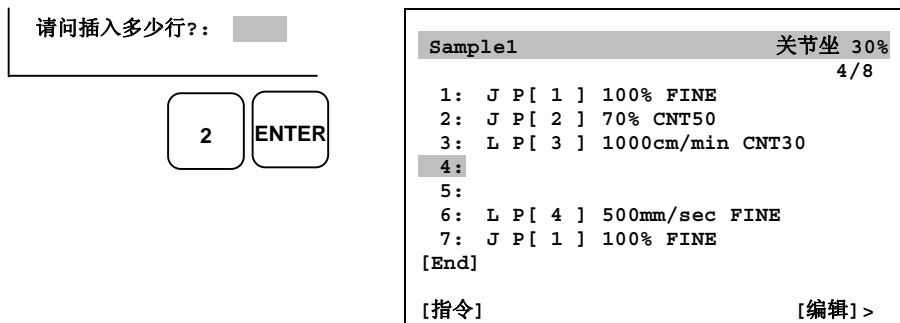 请问插入多少行?:
2 ENTER
Sample1 关节坐 30%
4/8
1: J P[ 1 ] 100% FINE
2: J P[ 2 ] 70% CNT50
3: L P[ 3 ] 1000cm/min CNT30
4:
5:
6: L P[ 4 ] 500mm/sec FINE
7: J P[ 1 ] 100% FINE
[End]
[指令] [编辑]>